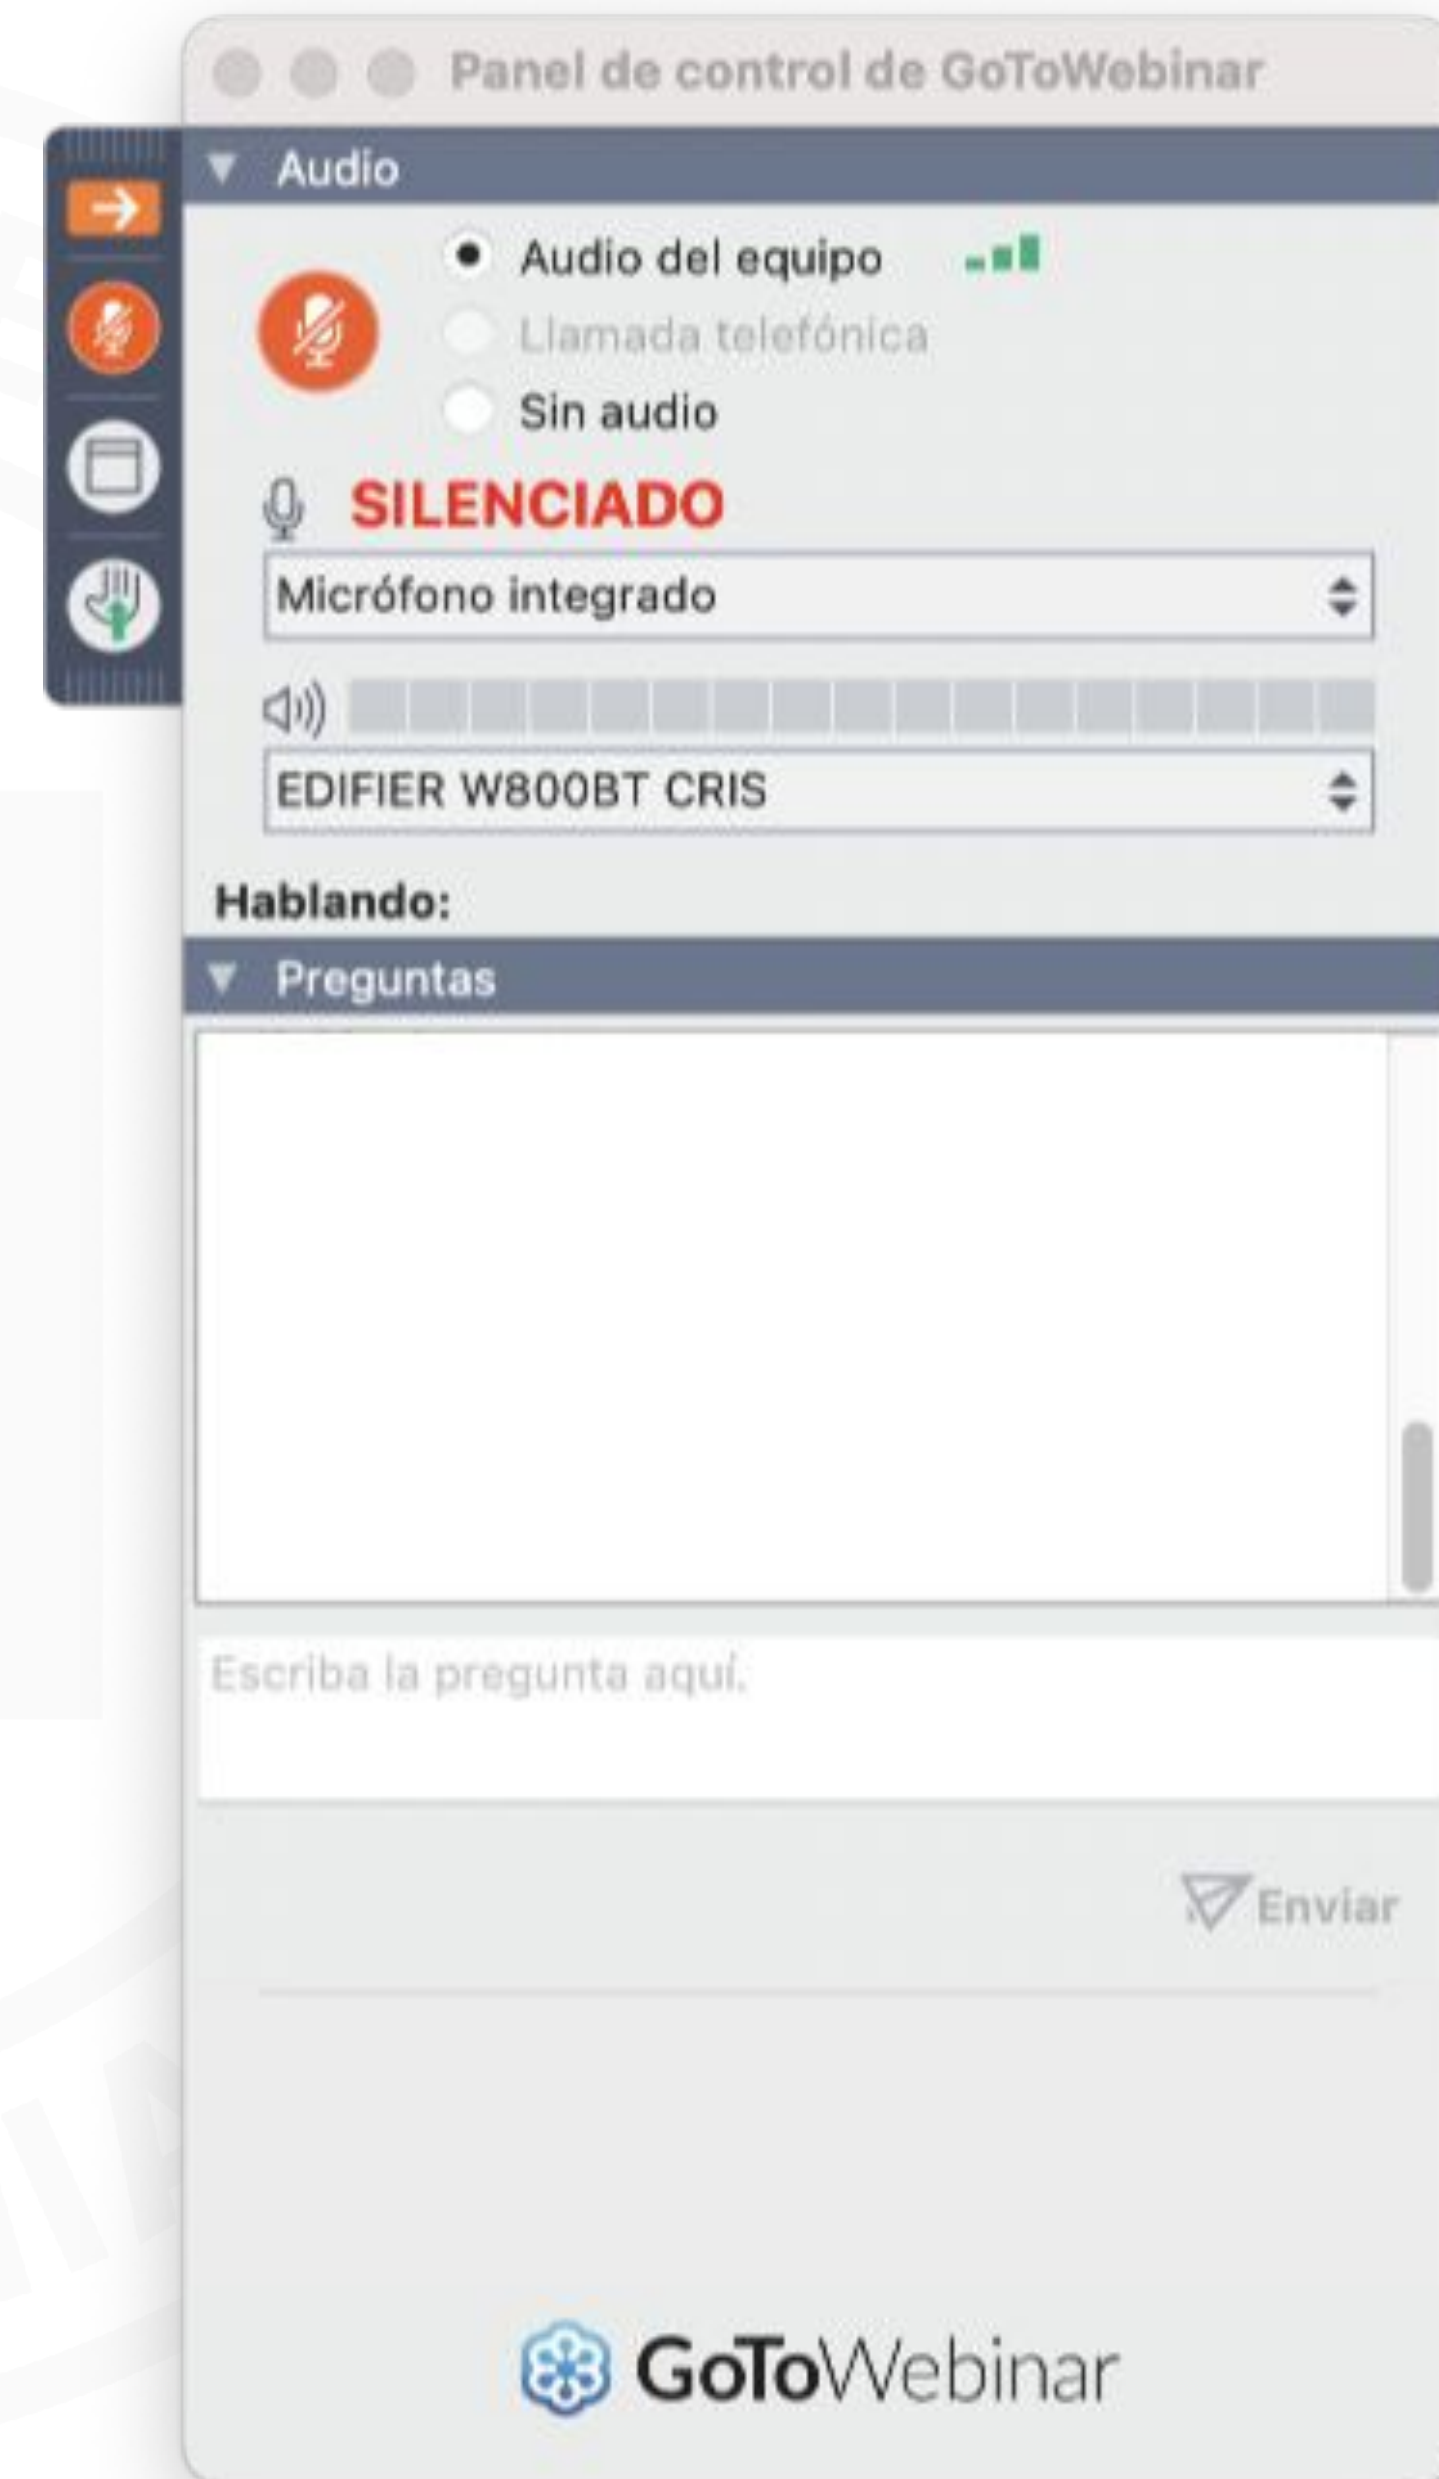 Panel de control de GoToWebinar
Audio
Audio del equipo
Llamada telefónica
Sin audio
SILENCIADO
Micrófono integrado
EDIFIER W800BT CRIS
Hablando:
Preguntas
Escriba la pregunta aquí.
Enviar
GoToWebinar